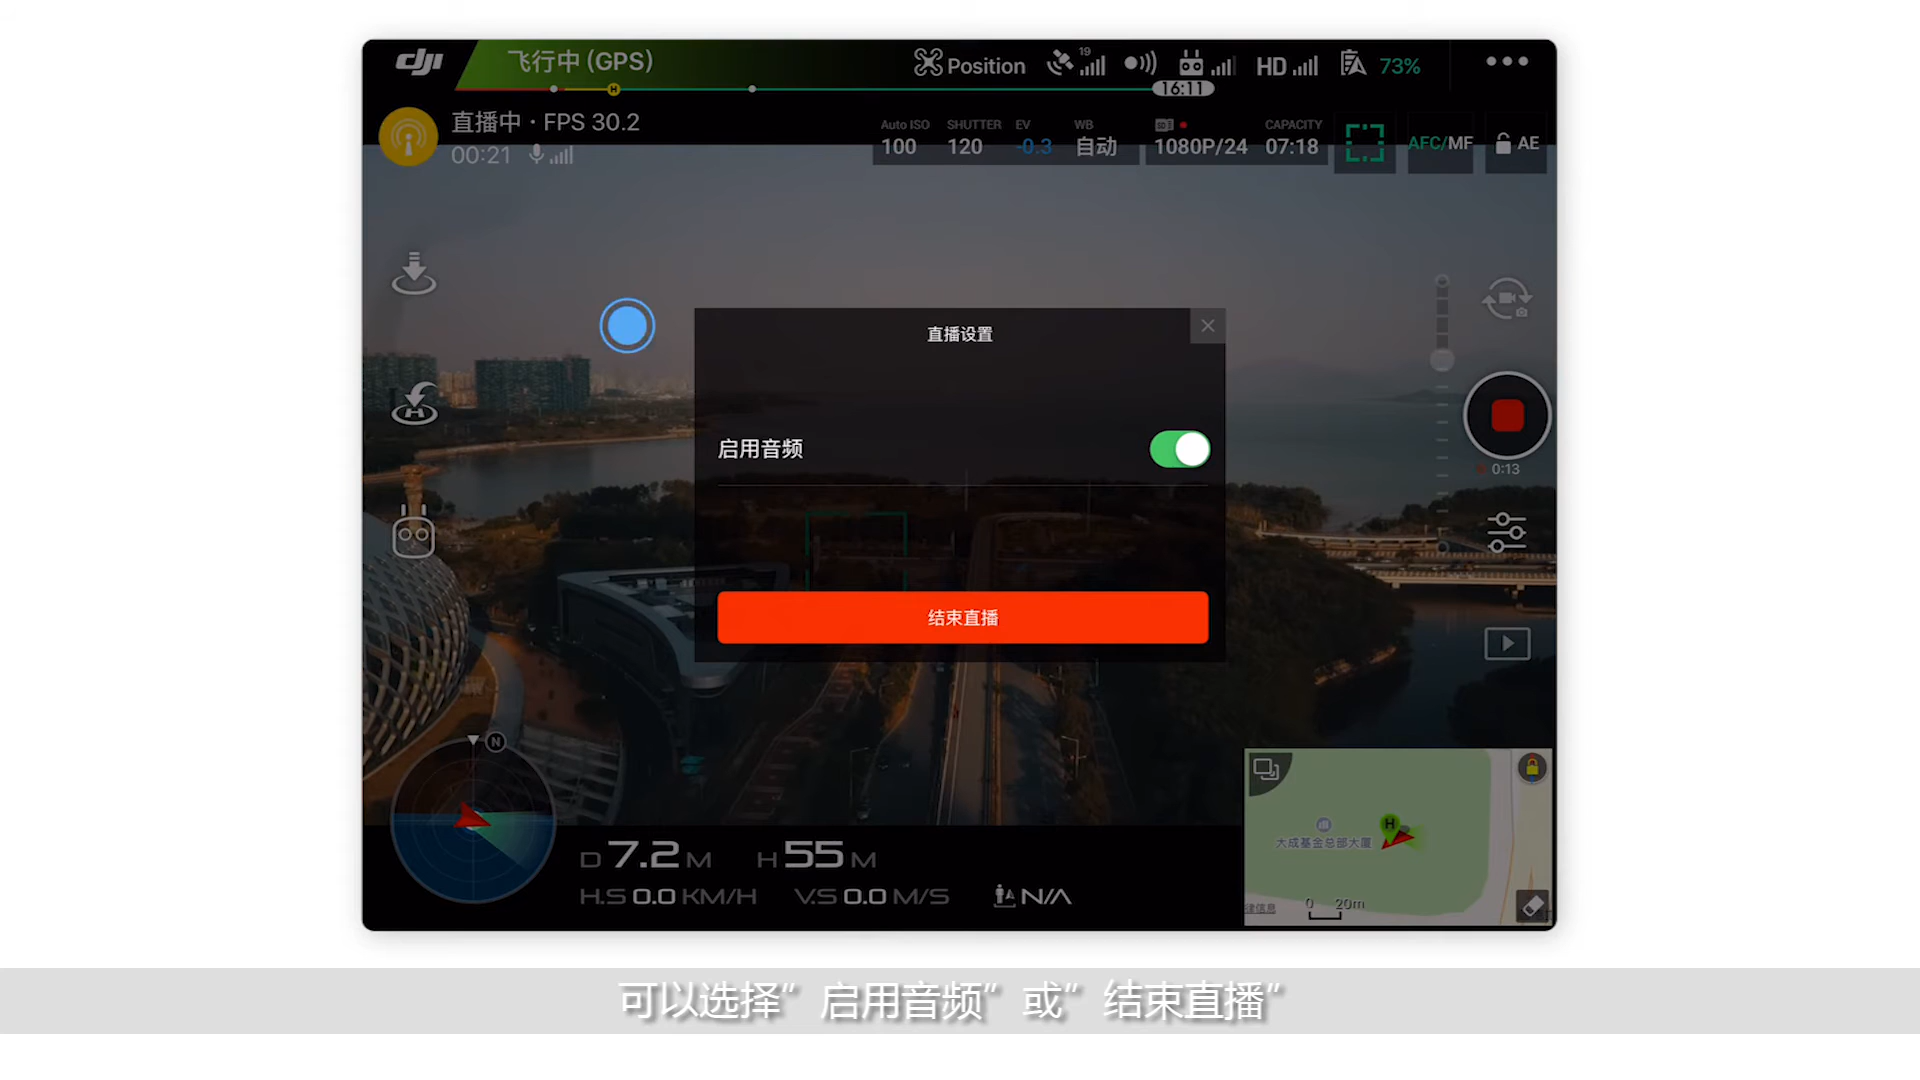 dji 飞行中 (GPS) Position 19 HD 73%
16:11
直播中・FPS 30.2
00:21
Auto ISO 100 SHUTTER 120 EV -0.3 WB 自动 1080P/24 CAPACITY 07:18 AFC/MF AE
直播设置
启用音频
0:13
结束直播
N
D 7.2 M H 55 M
H.S 0.0 KM/H V.S 0.0 M/S N/A
H
大成基金总部大厦
律信息 0 20m
可以选择”启用音频”或”结束直播”